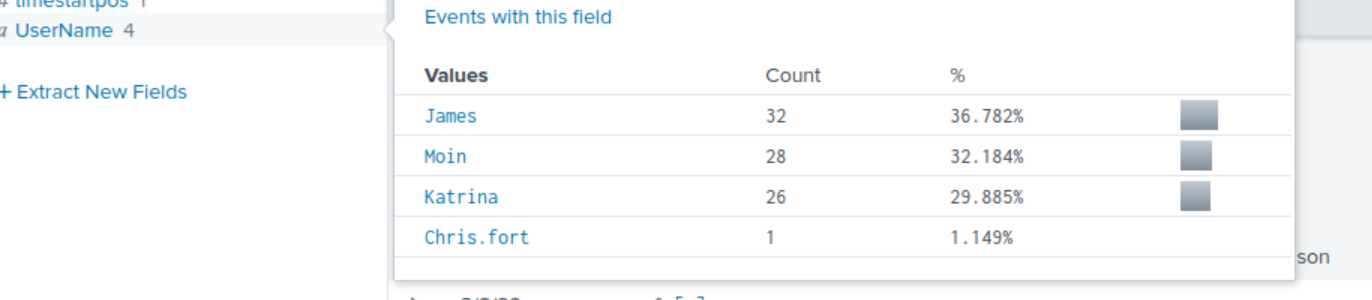 # timestartpos 1
a UserName 4
+ Extract New Fields
Events with this field
Values Count %
James 32 36.782%
Moin 28 32.184%
Katrina 26 29.885%
Chris.fort 1 1.149%
son